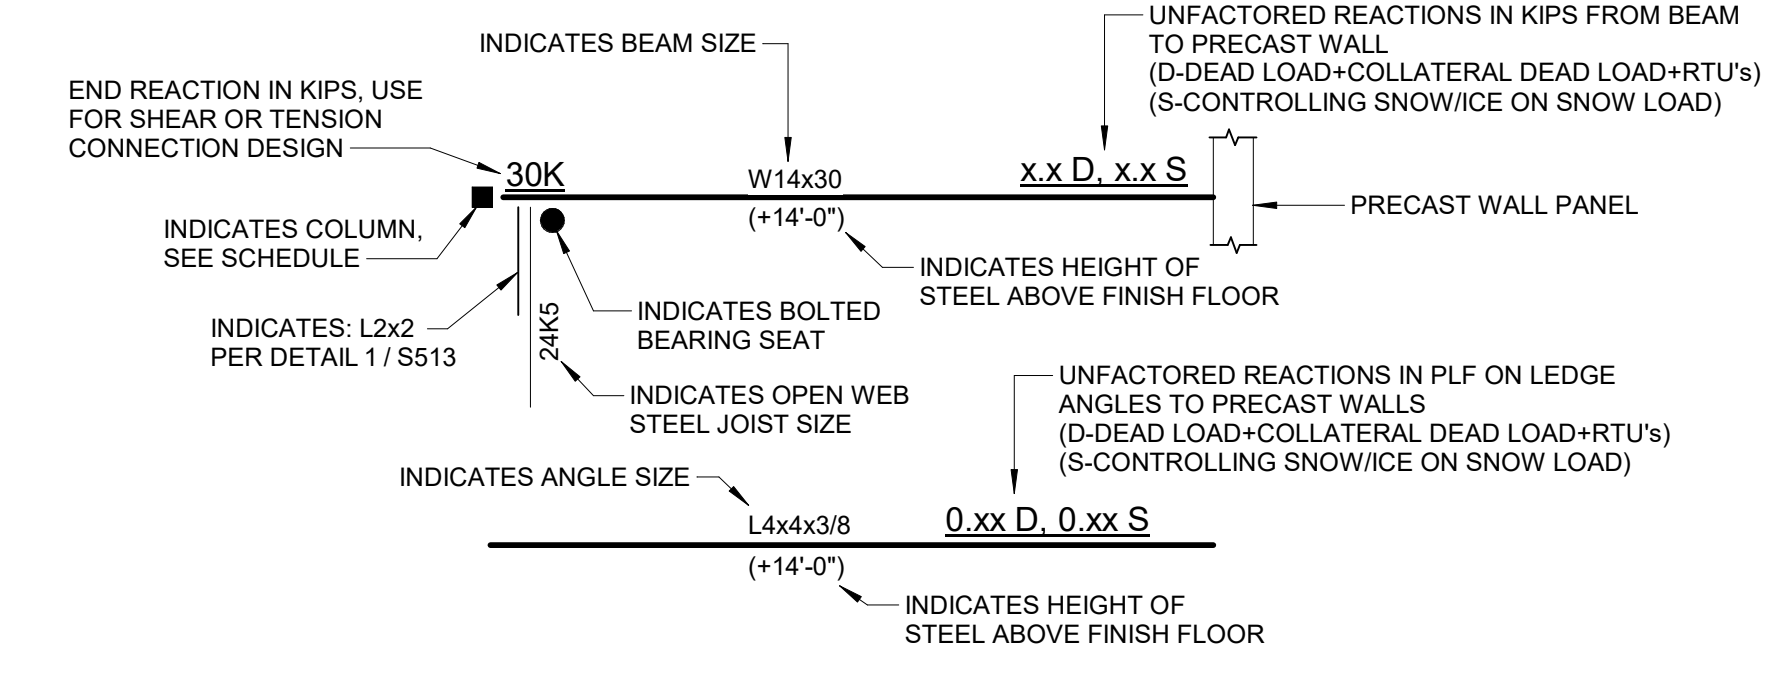 UNFACTORED REACTIONS IN KIPS FROM BEAM
TO PRECAST WALL
(D-DEAD LOAD+COLLATERAL DEAD LOAD+RTU's)
(S-CONTROLLING SNOW/ICE ON SNOW LOAD)
INDICATES BEAM SIZE
END REACTION IN KIPS, USE
FOR SHEAR OR TENSION
CONNECTION DESIGN
30K
W14x30
x.x D, x.x S
(+14'-0")
PRECAST WALL PANEL
INDICATES COLUMN,
SEE SCHEDULE
INDICATES HEIGHT OF
STEEL ABOVE FINISH FLOOR
INDICATES: L2x2
PER DETAIL 1 / S513
24K5
INDICATES BOLTED
BEARING SEAT
INDICATES OPEN WEB
STEEL JOIST SIZE
UNFACTORED REACTIONS IN PLF ON LEDGE
ANGLES TO PRECAST WALLS
(D-DEAD LOAD+COLLATERAL DEAD LOAD+RTU's)
(S-CONTROLLING SNOW/ICE ON SNOW LOAD)
INDICATES ANGLE SIZE
L4x4x3/8
0.xx D, 0.xx S
(+14'-0")
INDICATES HEIGHT OF
STEEL ABOVE FINISH FLOOR